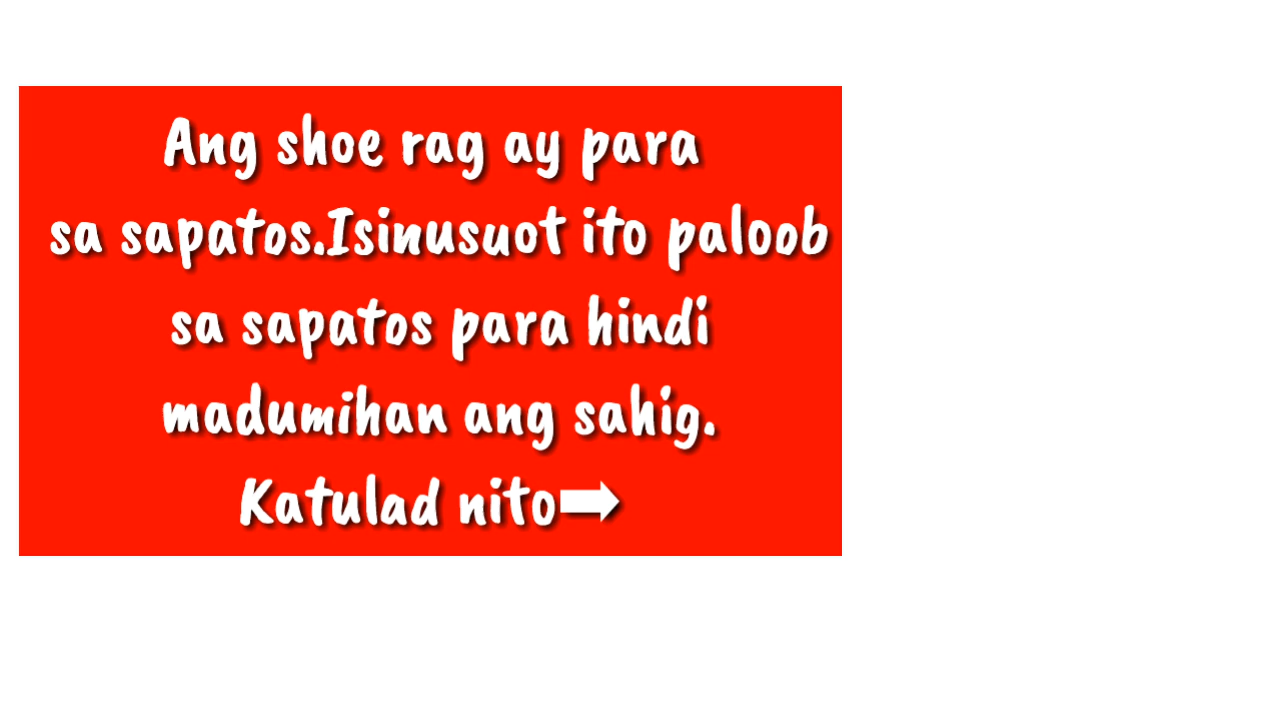 Ang shoe rag ay para
sa sapatos.Isinusuot ito paloob
sa sapatos para hindi
madumihan ang sahig.
Katulad nito➡